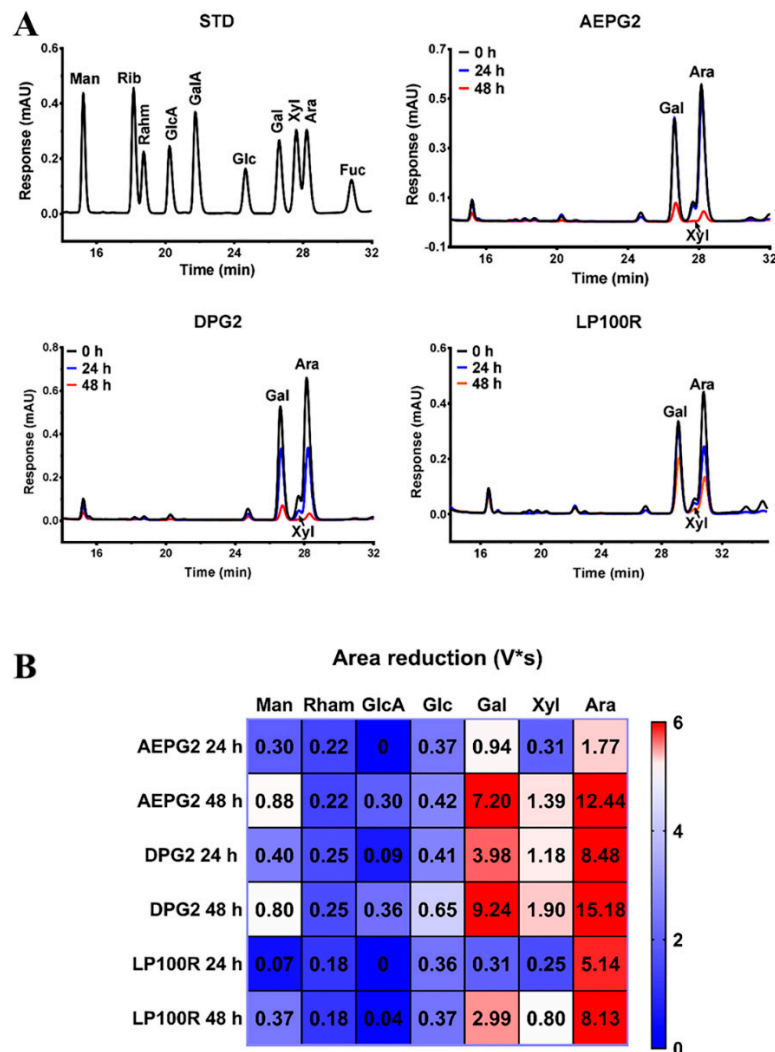 A
STD
Response (mAU)
0.6
0.4
0.2
0.0
Man
Rib
Rahm
GlcA
GalA
Glc
Gal
Xyl
Ara
Fuc
16
20
24
28
32
Time (min)
AEPG2
0 h
24 h
48 h
Response (mAU)
0.7
0.5
0.3
0.1
-0.1
Gal
Ara
Xyl
16
20
24
28
32
Time (min)
DPG2
0 h
24 h
48 h
Response (mAU)
0.8
0.6
0.4
0.2
0.0
Gal
Ara
Xyl
16
20
24
28
32
Time (min)
LP100R
0 h
24 h
48 h
Response (mAU)
0.6
0.4
0.2
0.0
Gal
Ara
Xyl
16
20
24
28
32
Time (min)
B
Area reduction (V*s)
Man Rham GlcA Glc Gal Xyl Ara
AEPG2 24 h 0.30 0.22 0 0.37 0.94 0.31 1.77
AEPG2 48 h 0.88 0.22 0.30 0.42 7.20 1.39 12.44
DPG2 24 h 0.40 0.25 0.09 0.41 3.98 1.18 8.48
DPG2 48 h 0.80 0.25 0.36 0.65 9.24 1.90 15.18
LP100R 24 h 0.07 0.18 0 0.36 0.31 0.25 5.14
LP100R 48 h 0.37 0.18 0.04 0.37 2.99 0.80 8.13
6
4
2
0